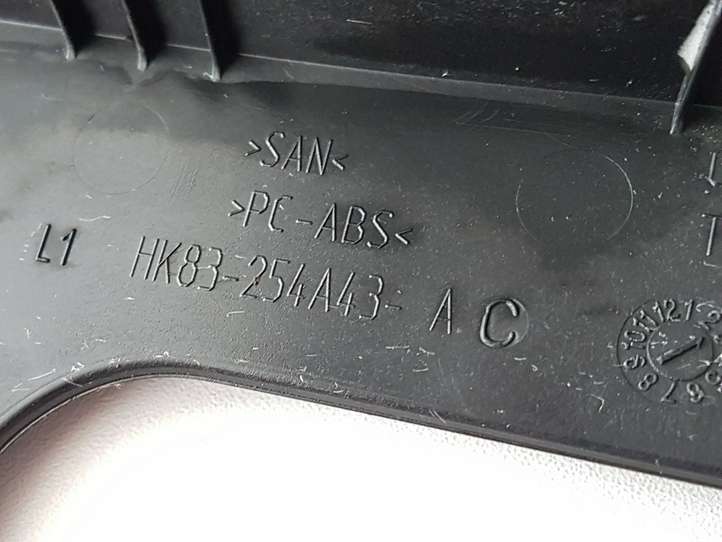 >SAN<
>PC-ABS<
L1
HK83-254A43-A C